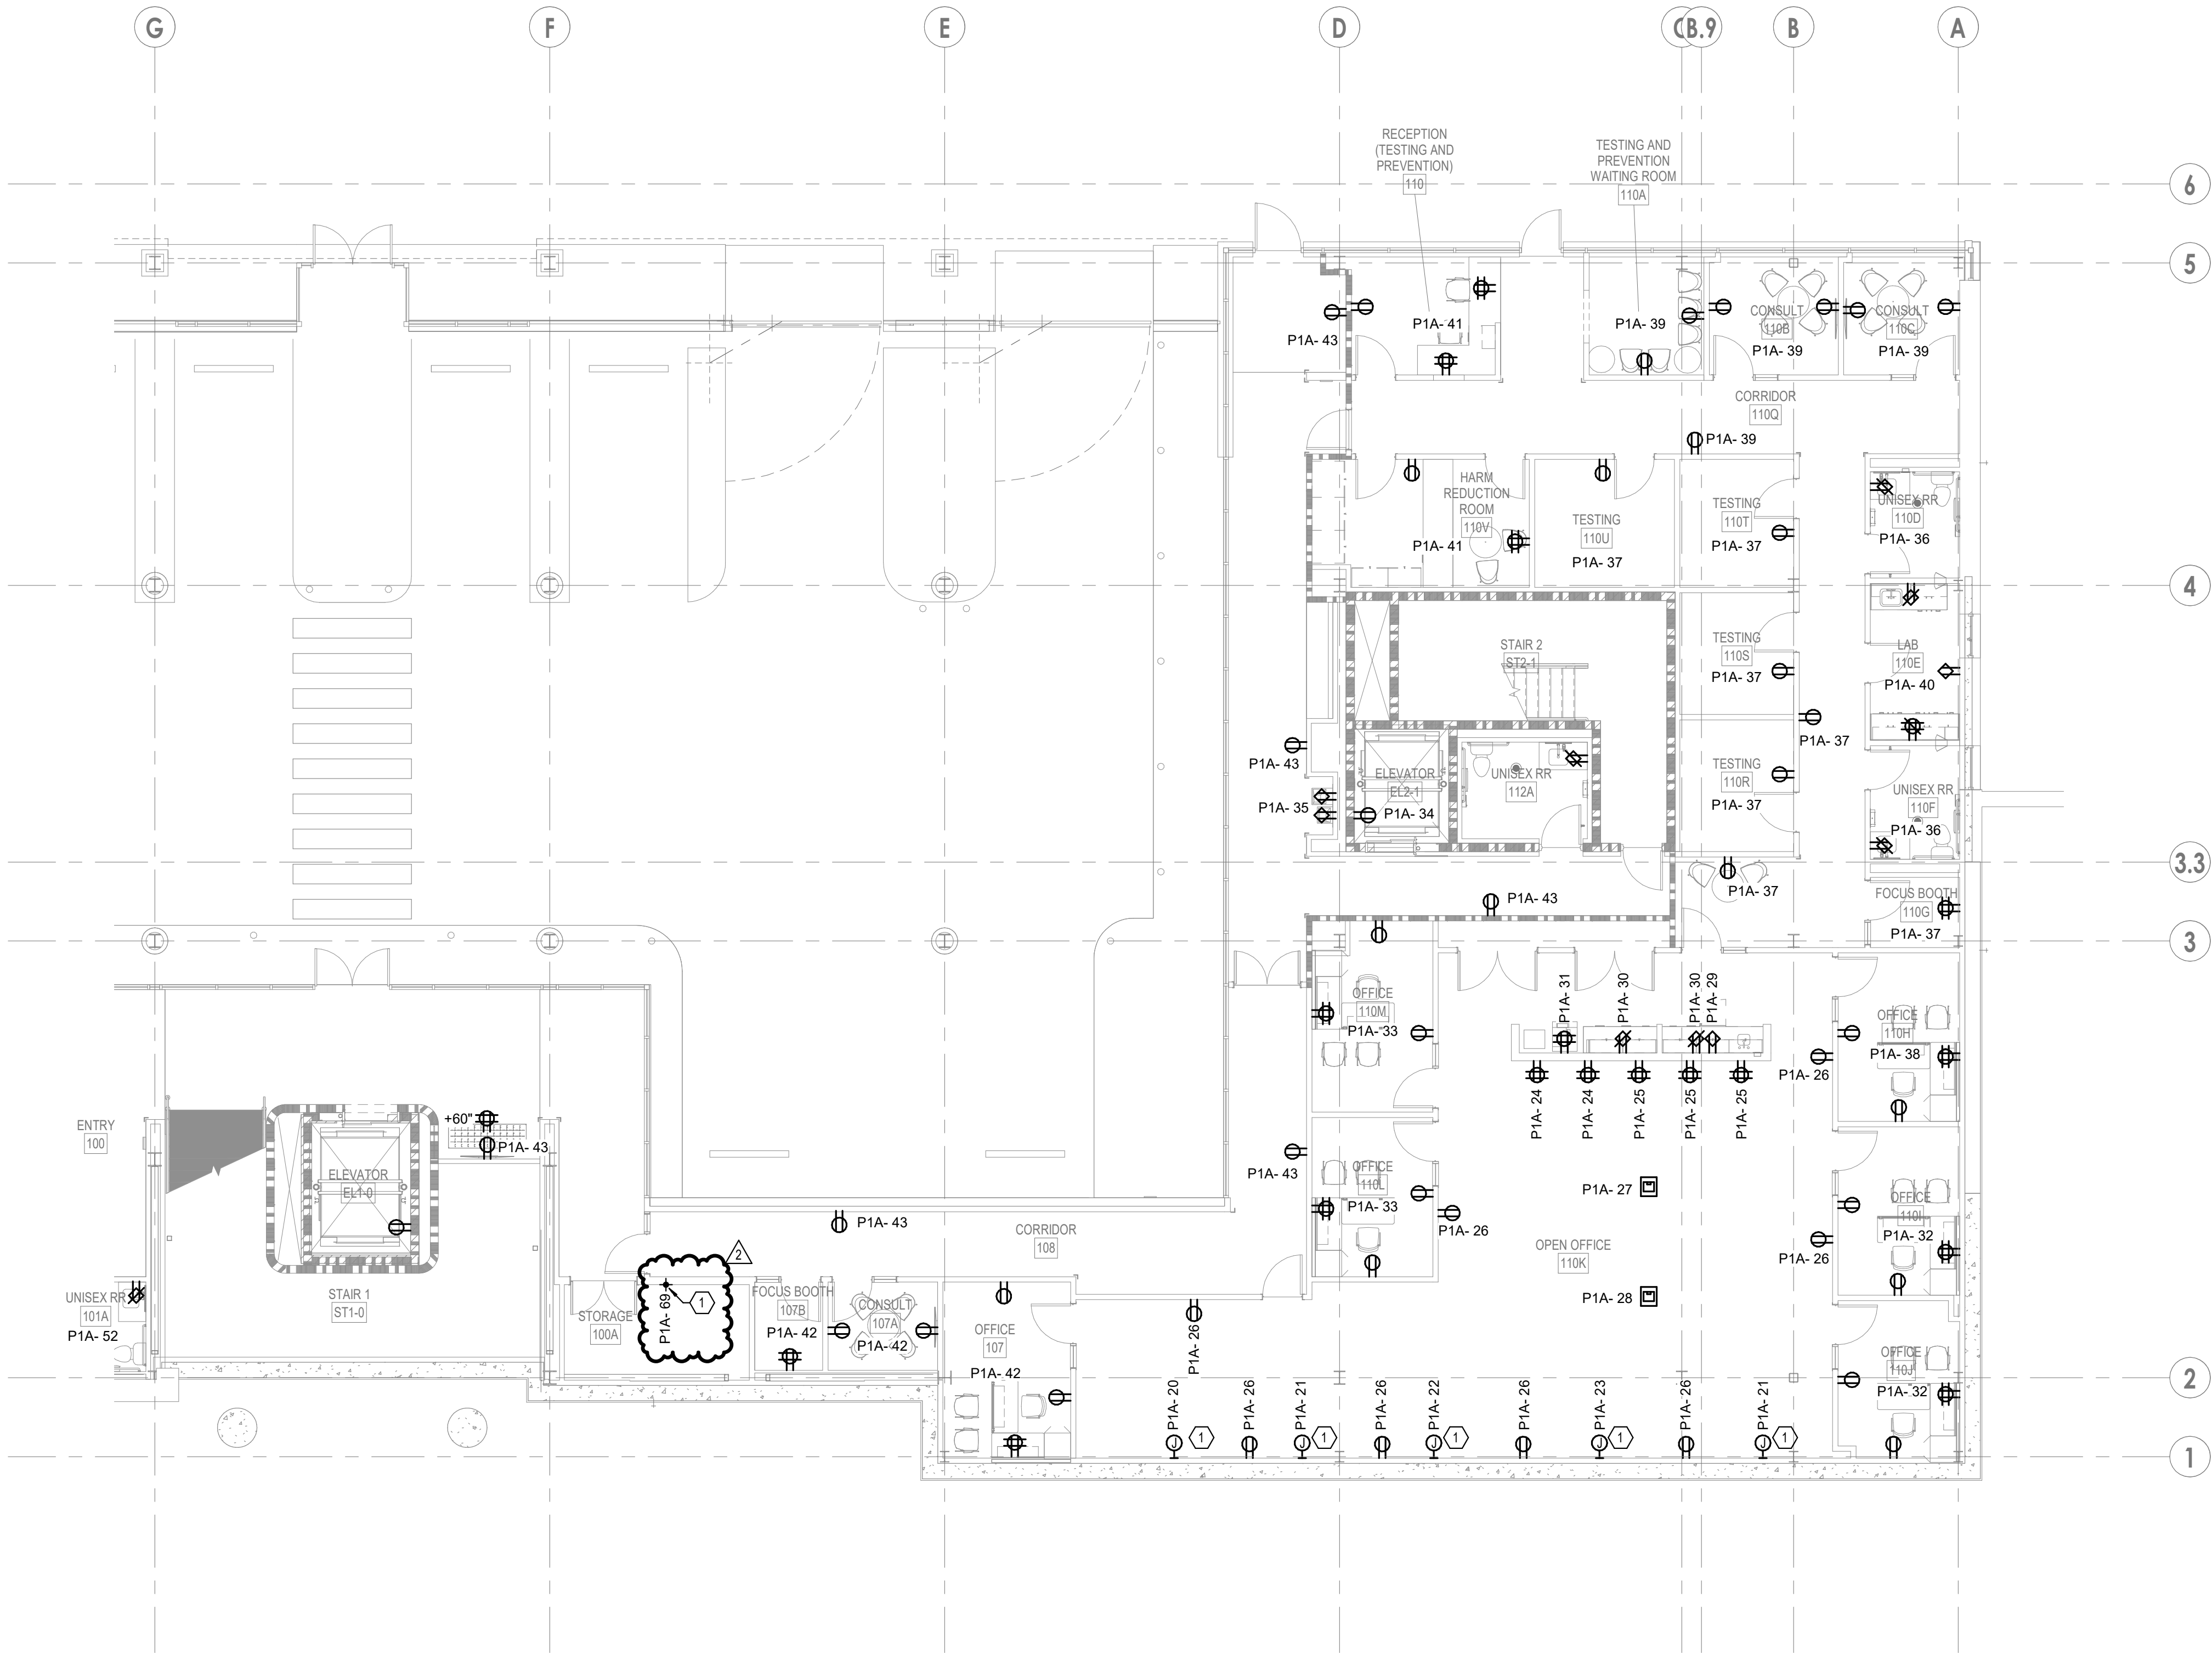 G
F
E
D
C
B.9
B
A
RECEPTION
(TESTING AND
PREVENTION)
110
TESTING AND
PREVENTION
WAITING ROOM
110A
6
5
P1A- 43
P1A- 41
P1A- 39
CONSULT
110B
P1A- 39
CONSULT
110C
P1A- 39
CORRIDOR
110Q
P1A- 39
HARM
REDUCTION
ROOM
110V
P1A- 41
TESTING
110U
P1A- 37
TESTING
110T
P1A- 37
UNISEX RR
110D
P1A- 36
4
STAIR 2
ST2-1
TESTING
110S
P1A- 37
LAB
110E
P1A- 40
P1A- 37
P1A- 43
P1A- 35
ELEVATOR
EL2-1
P1A- 34
UNISEX RR
112A
TESTING
110R
P1A- 37
UNISEX RR
110F
P1A- 36
3.3
P1A- 43
P1A- 37
FOCUS BOOTH
110G
P1A- 37
3
OFFICE
110M
P1A- 33
P1A- 31
P1A- 30
P1A- 30
P1A- 29
OFFICE
110H
P1A- 38
P1A- 26
P1A- 24
P1A- 24
P1A- 25
P1A- 25
P1A- 25
ENTRY
100
+60"
P1A- 43
ELEVATOR
EL1-0
P1A- 43
OFFICE
110L
P1A- 33
P1A- 26
P1A- 27
OFFICE
110I
P1A- 32
P1A- 26
P1A- 43
CORRIDOR
108
OPEN OFFICE
110K
2
P1A- 28
UNISEX RR
101A
P1A- 52
STAIR 1
ST1-0
STORAGE
100A
P1A- 69
1
FOCUS BOOTH
107B
P1A- 42
CONSULT
107A
P1A- 42
OFFICE
107
P1A- 42
P1A- 26
OFFICE
110J
P1A- 32
2
P1A- 20
P1A- 26
P1A- 21
P1A- 26
P1A- 22
P1A- 26
P1A- 23
P1A- 26
P1A- 21
J
1
J
1
J
1
J
1
J
1
1